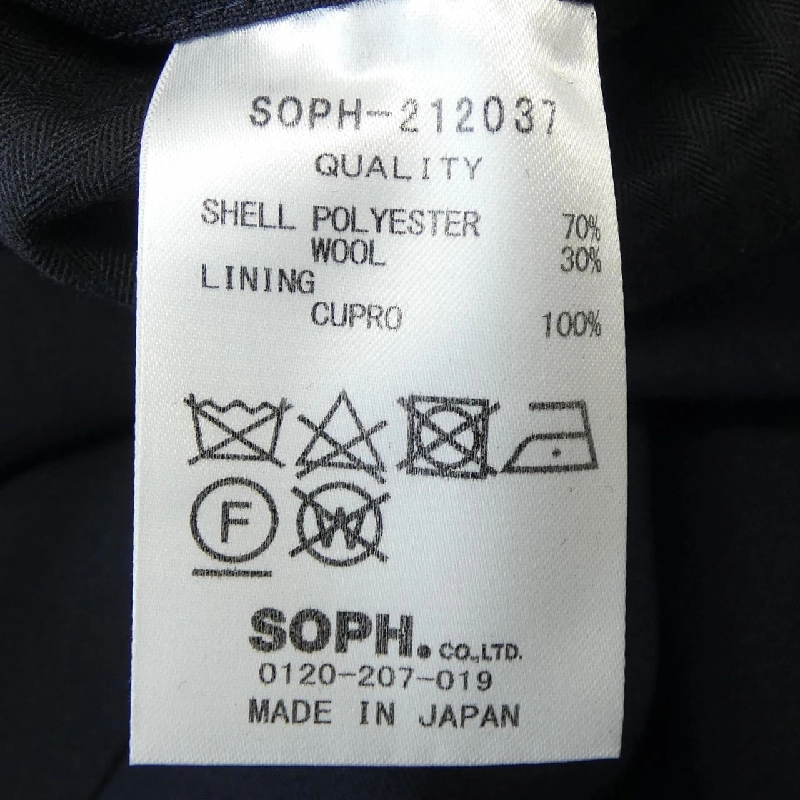 SOPH-212037
QUALITY
SHELL POLYESTER 70%
WOOL 30%
LINING
CUPRO 100%
F W
SOPH. CO.,LTD.
0120-207-019
MADE IN JAPAN